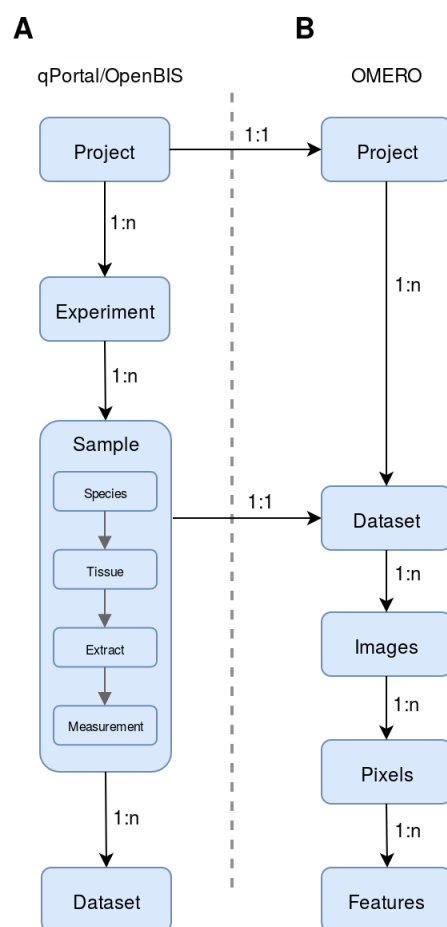 A
B
qPortal/OpenBIS
OMERO
Project
1:1
Project
1:n
1:n
Experiment
1:n
Sample
Species
1:1
Dataset
Tissue
1:n
Extract
Images
1:n
Measurement
Pixels
1:n
1:n
Dataset
Features